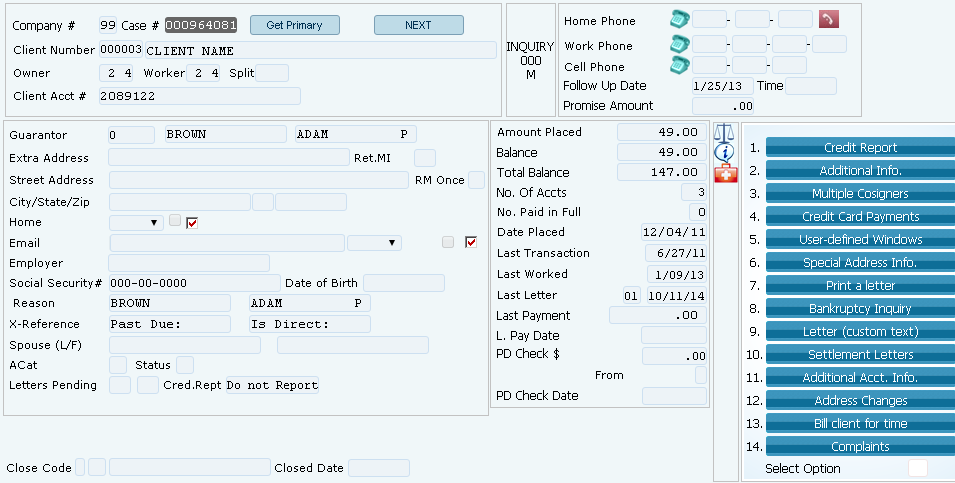 Company # 99 Case # 000964081 Get Primary NEXT
Client Number 000003 CLIENT NAME
Owner 2 4 Worker 2 4 Split
Client Acct # 2089122
INQUIRY
000
M
Home Phone - -
Work Phone - - -
Cell Phone - -
Follow Up Date 1/25/13 Time
Promise Amount .00
Guarantor 0 BROWN ADAM P
Extra Address Ret.MI
Street Address RM Once
City/State/Zip
Home
Email
Employer
Social Security# 000-00-0000 Date of Birth
Reason BROWN ADAM P
X-Reference Past Due: Is Direct:
Spouse (L/F)
ACat Status
Letters Pending Cred.Rept Do not Report
Amount Placed 49.00
Balance 49.00
Total Balance 147.00
No. Of Accts 3
No. Paid in Full 0
Date Placed 12/04/11
Last Transaction 6/27/11
Last Worked 1/09/13
Last Letter 01 10/11/14
Last Payment .00
L. Pay Date
PD Check $ .00
From
PD Check Date
1. Credit Report
2. Additional Info.
3. Multiple Cosigners
4. Credit Card Payments
5. User-defined Windows
6. Special Address Info.
7. Print a letter
8. Bankruptcy Inquiry
9. Letter (custom text)
10. Settlement Letters
11. Additional Acct. Info.
12. Address Changes
13. Bill client for time
14. Complaints
Select Option
Close Code Closed Date